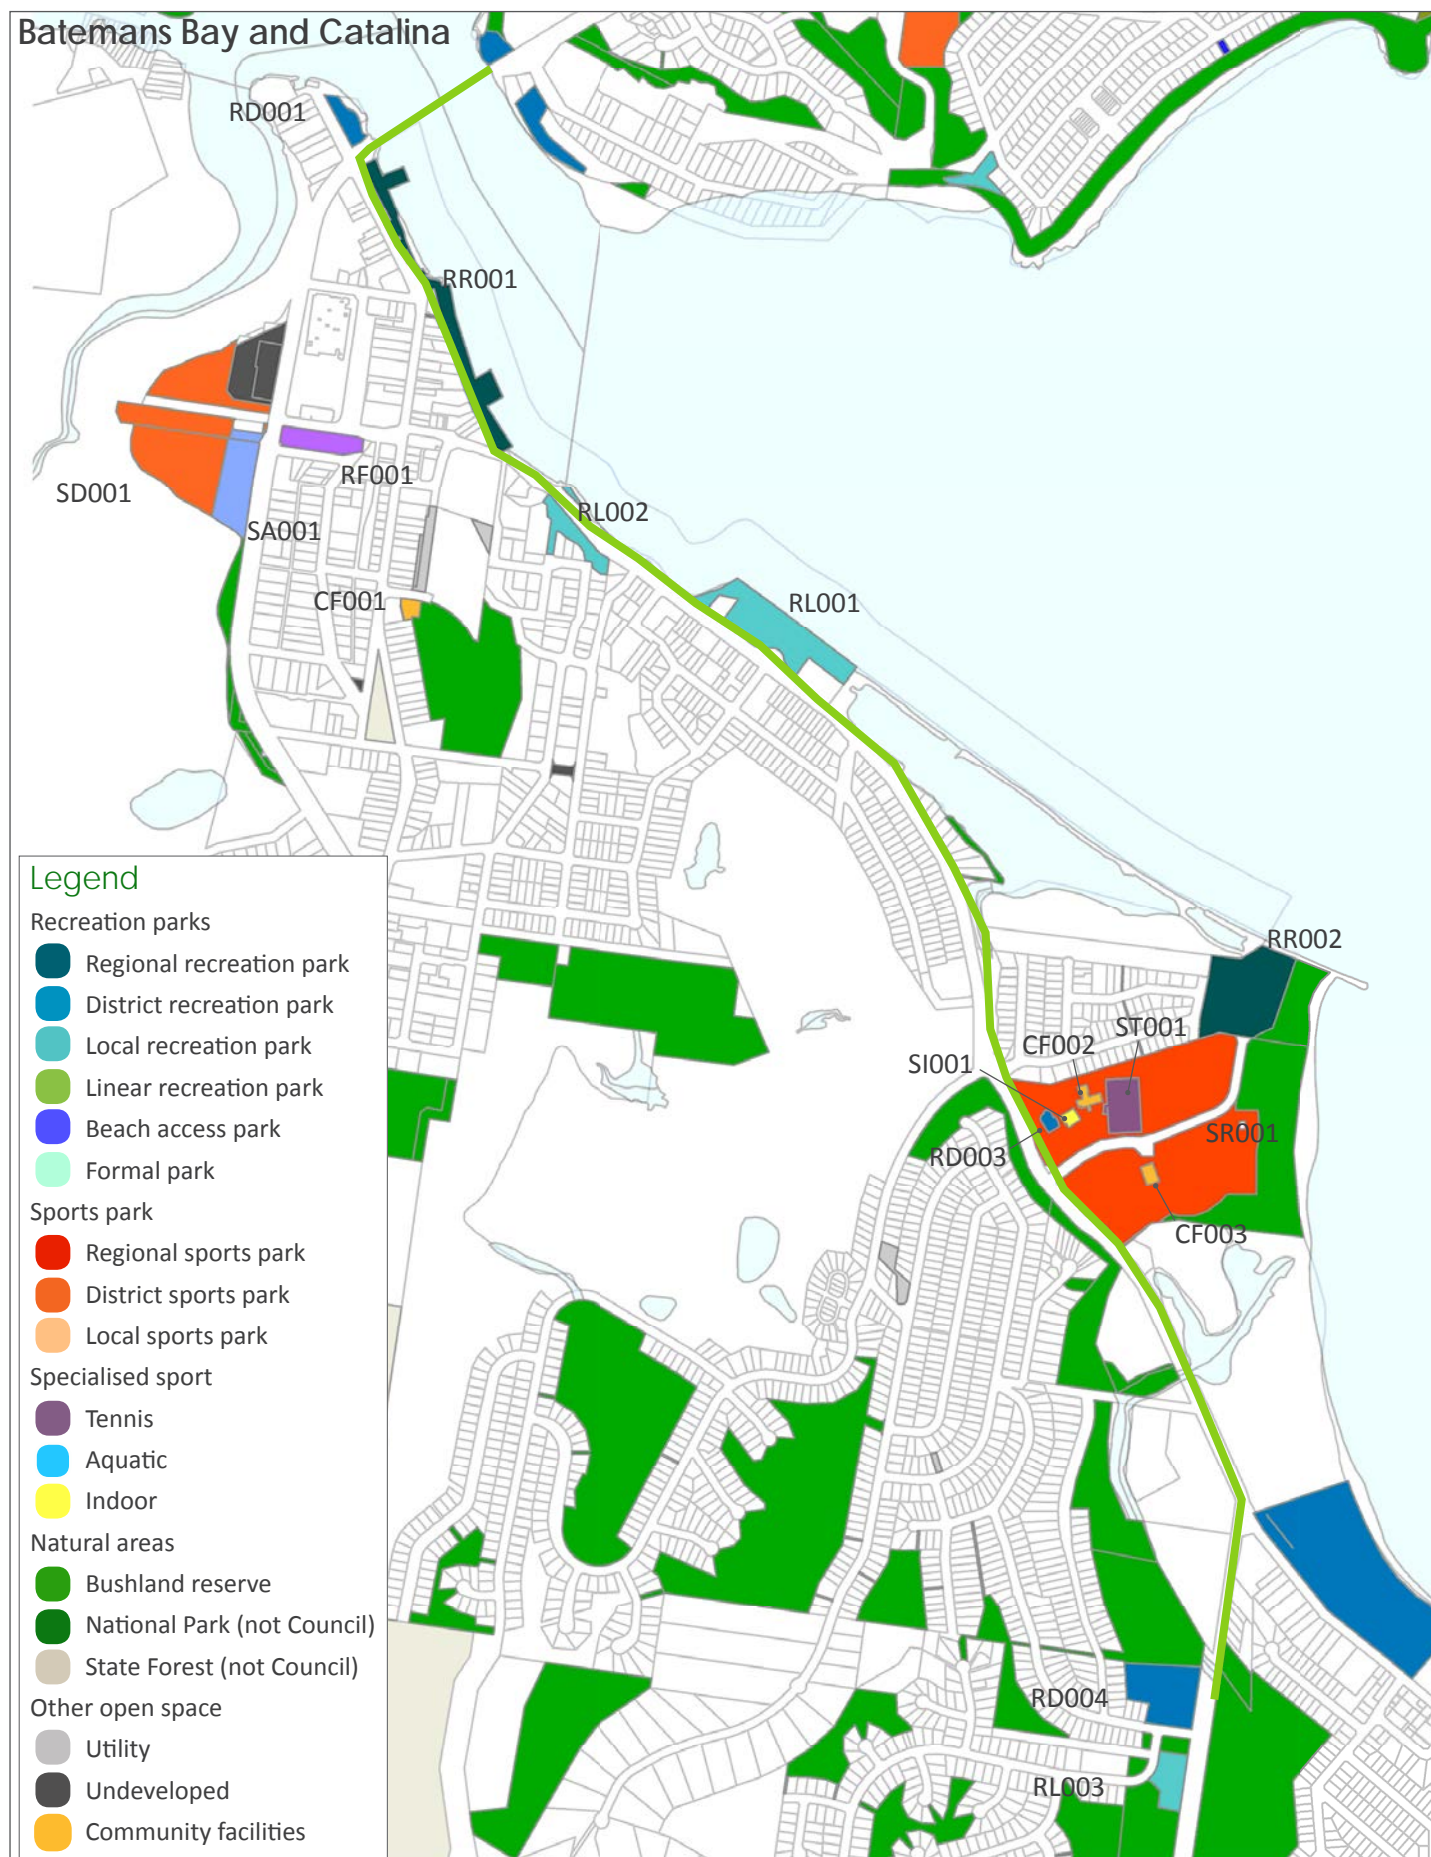 Batemans Bay and Catalina
RD001
RR001
RF001
SD001
SA001
RL002
CF001
RL001
RR002
ST001
CF002
SI001
SR001
RD003
CF003
RD004
RL003
Legend
Recreation parks
Regional recreation park
District recreation park
Local recreation park
Linear recreation park
Beach access park
Formal park
Sports park
Regional sports park
District sports park
Local sports park
Specialised sport
Tennis
Aquatic
Indoor
Natural areas
Bushland reserve
National Park (not Council)
State Forest (not Council)
Other open space
Utility
Undeveloped
Community facilities